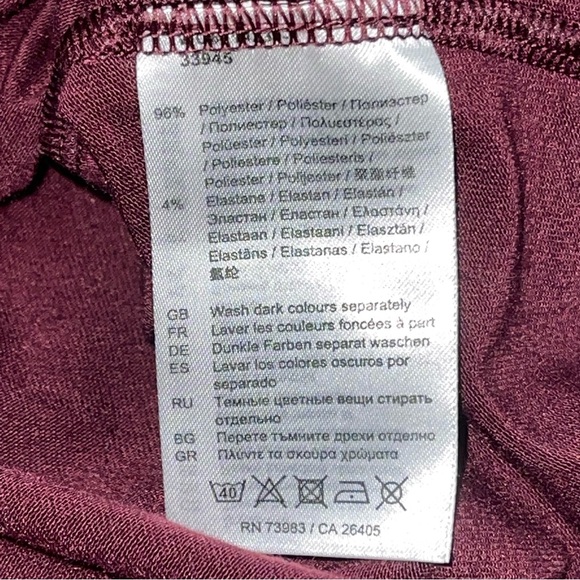 33945
96% Polyester / Poliéster / Полиэстер
/ Полиестер / Πολυεστέρας /
Polüester / Polyesteri / Poliészter
/ Poliestere / Poliesteris /
Poliester / Polijester / 聚酯纤维
4% Elastane / Elastan / Elastán /
Эластан / Еластан / Ελαστάνη /
Elastaan / Elastaani / Elasztán /
Elastāns / Elastanas / Elastano /
氨纶
GB Wash dark colours separately
FR Laver les couleurs foncées à part
DE Dunkle Farben separat waschen
ES Lavar los colores oscuros por
separado
RU Темные цветные вещи стирать
отдельно
BG Перете тъмните дрехи отделно
GR Πλύντε τα σκούρα χρώματα
40
RN 73983 / CA 26405